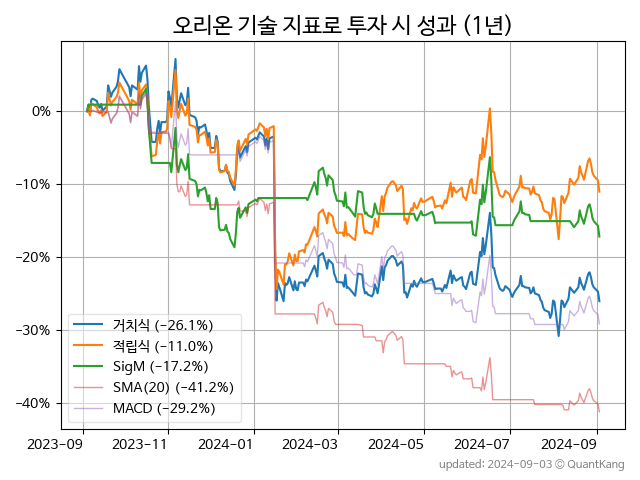 오리온 기술 지표로 투자 시 성과 (1년)
0%
−10%
−20%
−30%
−40%
거치식 (−26.1%)
적립식 (−11.0%)
SigM (−17.2%)
SMA(20) (−41.2%)
MACD (−29.2%)
2023-09 2023-11 2024-01 2024-03 2024-05 2024-07 2024-09
updated: 2024-09-03 ⓒ QuantKang